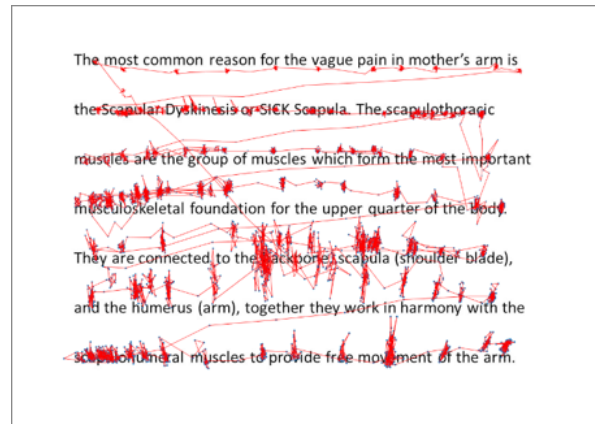 The most common reason for the vague pain in mother's arm is
the Scapular Dyskinesis or SICK Scapula. The scapulothoracic
muscles are the group of muscles which form the most important
musculoskeletal foundation for the upper quarter of the body.
They are connected to the backbone, scapula (shoulder blade),
and the humerus (arm), together they work in harmony with the
scapulohumeral muscles to provide free movement of the arm.